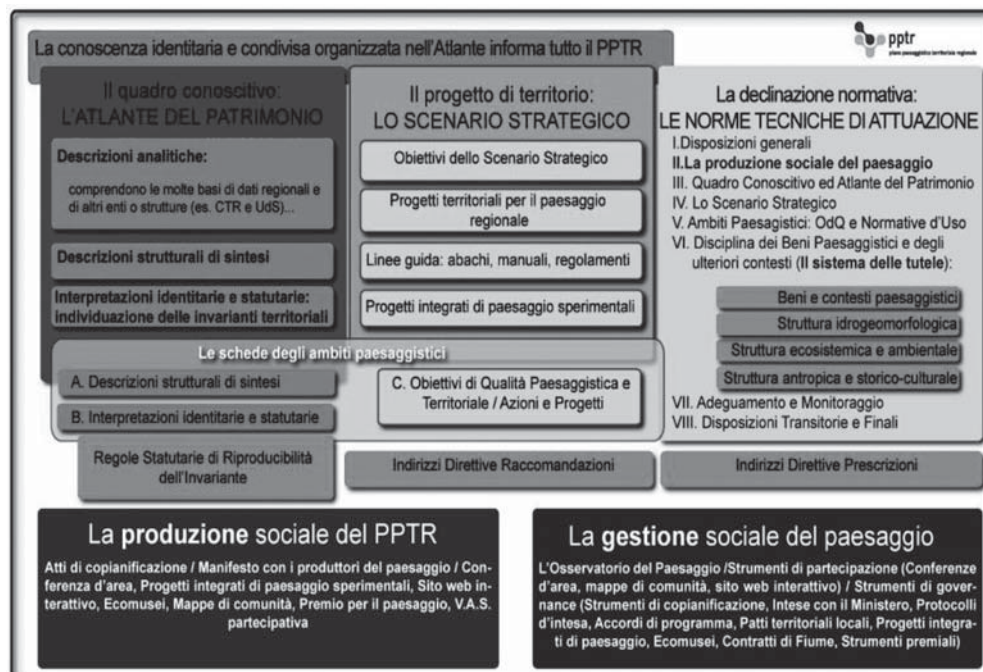 La conoscenza identitaria e condivisa organizzata nell'Atlante informa tutto il PPTR
pptr
piano paesaggistico territoriale regionale
Il quadro conoscitivo:
L'ATLANTE DEL PATRIMONIO
Descrizioni analitiche:
comprendono le molte basi di dati regionali e
di altri enti o strutture (es. CTR e UdS)...
Descrizioni strutturali di sintesi
Interpretazioni identitarie e statutarie:
individuazione delle invarianti territoriali
Il progetto di territorio:
LO SCENARIO STRATEGICO
Obiettivi dello Scenario Strategico
Progetti territoriali per il paesaggio
regionale
Linee guida: abachi, manuali, regolamenti
Progetti integrati di paesaggio sperimentali
La declinazione normativa:
LE NORME TECNICHE DI ATTUAZIONE
I.Disposizioni generali
II.La produzione sociale del paesaggio
III. Quadro Conoscitivo ed Atlante del Patrimonio
IV. Lo Scenario Strategico
V. Ambiti Paesagistici: OdQ e Normative d'Uso
VI. Disciplina dei Beni Paesaggistici e degli
ulteriori contesti (Il sistema delle tutele):
Beni e contesti paesaggistici
Struttura idrogeomorfologica
Struttura ecosistemica e ambientale
Struttura antropica e storico-culturale
VII. Adeguamento e Monitoraggio
VIII. Disposizioni Transitorie e Finali
Le schede degli ambiti paesaggistici
A. Descrizioni strutturali di sintesi
B. Interpretazioni identitarie e statutarie
C. Obiettivi di Qualità Paesaggistica e
Territoriale / Azioni e Progetti
Regole Statutarie di Riproducibilità
dell'Invariante
Indirizzi Direttive Raccomandazioni
Indirizzi Direttive Prescrizioni
La produzione sociale del PPTR
Atti di copianificazione / Manifesto con i produttori del paesaggio / Con-
ferenza d'area, Progetti integrati di paesaggio sperimentali, Sito web in-
terattivo, Ecomusei, Mappe di comunità, Premio per il paesaggio, V.A.S.
partecipativa
La gestione sociale del paesaggio
L'Osservatorio del Paesaggio /Strumenti di partecipazione (Conferenze
d'area, mappe di comunità, sito web interattivo) / Strumenti di gover-
nance (Strumenti di copianificazione, Intese con il Ministero, Protocolli
d'intesa, Accordi di programma, Patti territoriali locali, Progetti integra-
ti di paesaggio, Ecomusei, Contratti di Fiume, Strumenti premiali)